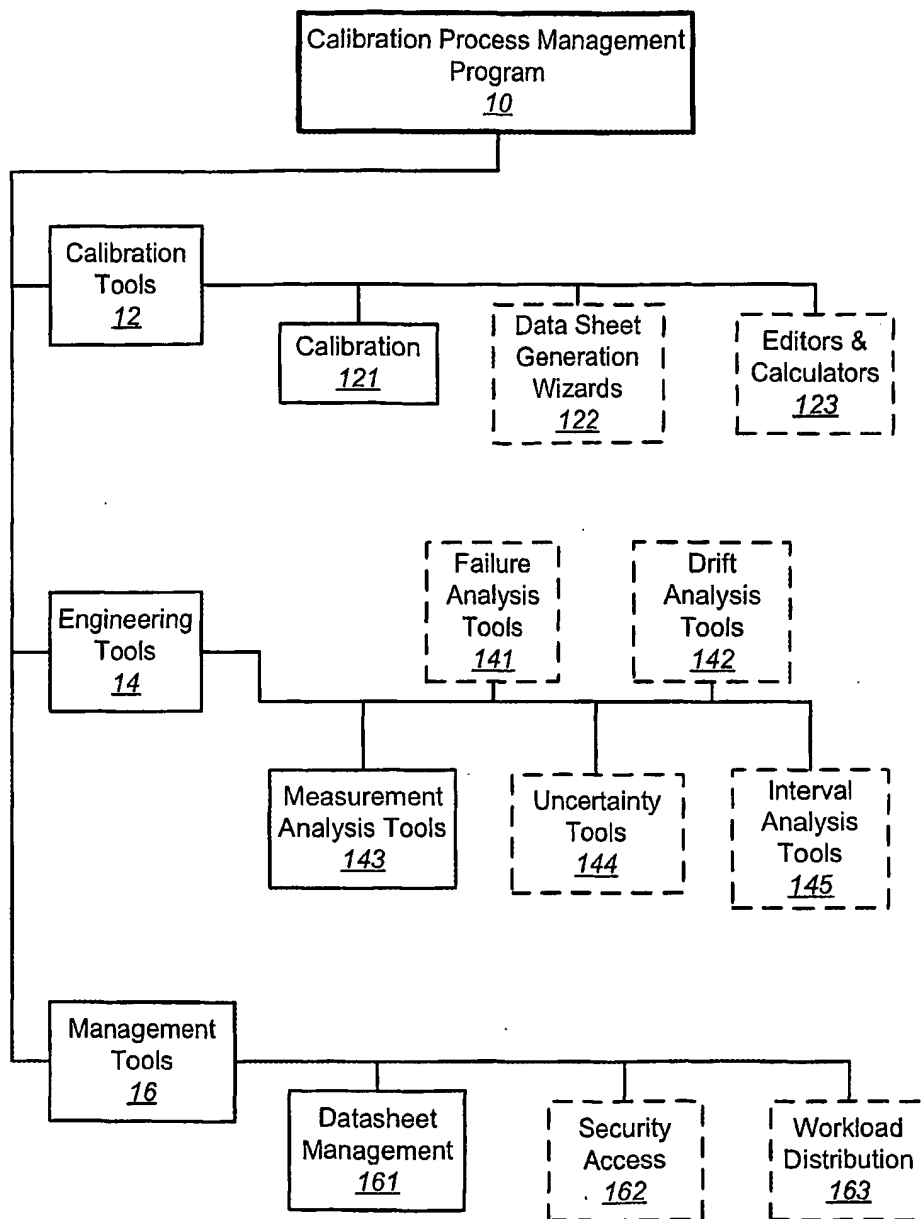 Calibration Process Management
Program
10
Calibration
Tools
12
Calibration
121
Data Sheet
Generation
Wizards
122
Editors &
Calculators
123
Failure
Analysis
Tools
141
Drift
Analysis
Tools
142
Engineering
Tools
14
Measurement
Analysis Tools
143
Uncertainty
Tools
144
Interval
Analysis
Tools
145
Management
Tools
16
Datasheet
Management
161
Security
Access
162
Workload
Distribution
163